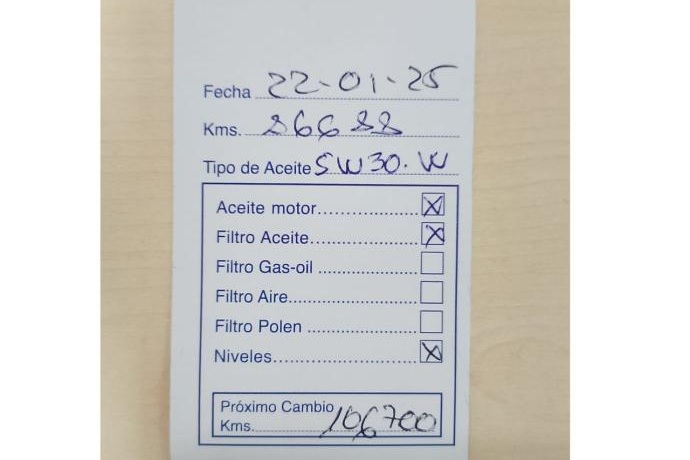 Fecha 22-01-25
Kms. 86688
Tipo de Aceite 5W30.W
Aceite motor
Filtro Aceite
Filtro Gas-oil
Filtro Aire
Filtro Polen
Niveles
Próximo Cambio
Kms. 106700